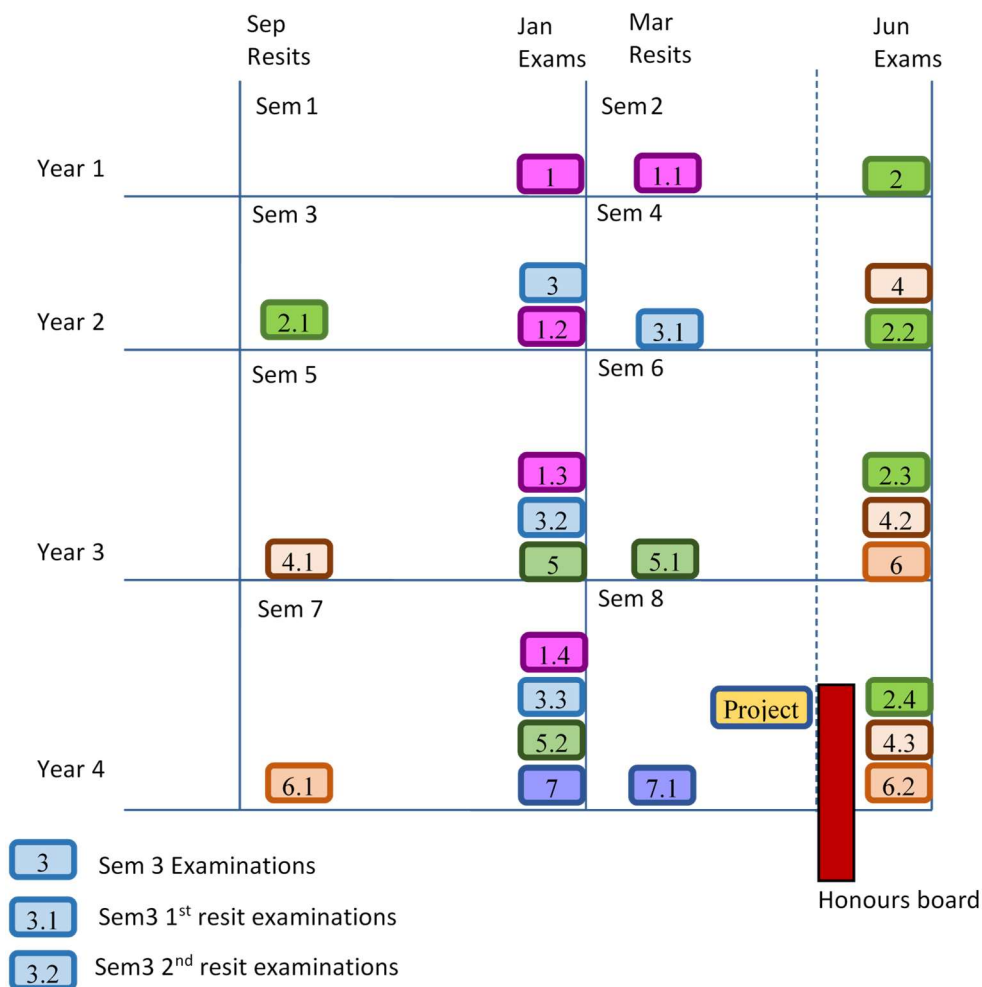 Sep
Resits
Jan
Exams
Mar
Resits
Jun
Exams
Sem 1
Sem 2
Year 1
1
1.1
2
Sem 3
Sem 4
3
4
Year 2
2.1
1.2
3.1
2.2
Sem 5
Sem 6
1.3
2.3
3.2
4.2
Year 3
4.1
5
5.1
6
Sem 7
Sem 8
1.4
3.3
Project
2.4
5.2
4.3
Year 4
6.1
7
7.1
6.2
3
Sem 3 Examinations
Honours board
3.1
Sem3 1st resit examinations
3.2
Sem3 2nd resit examinations